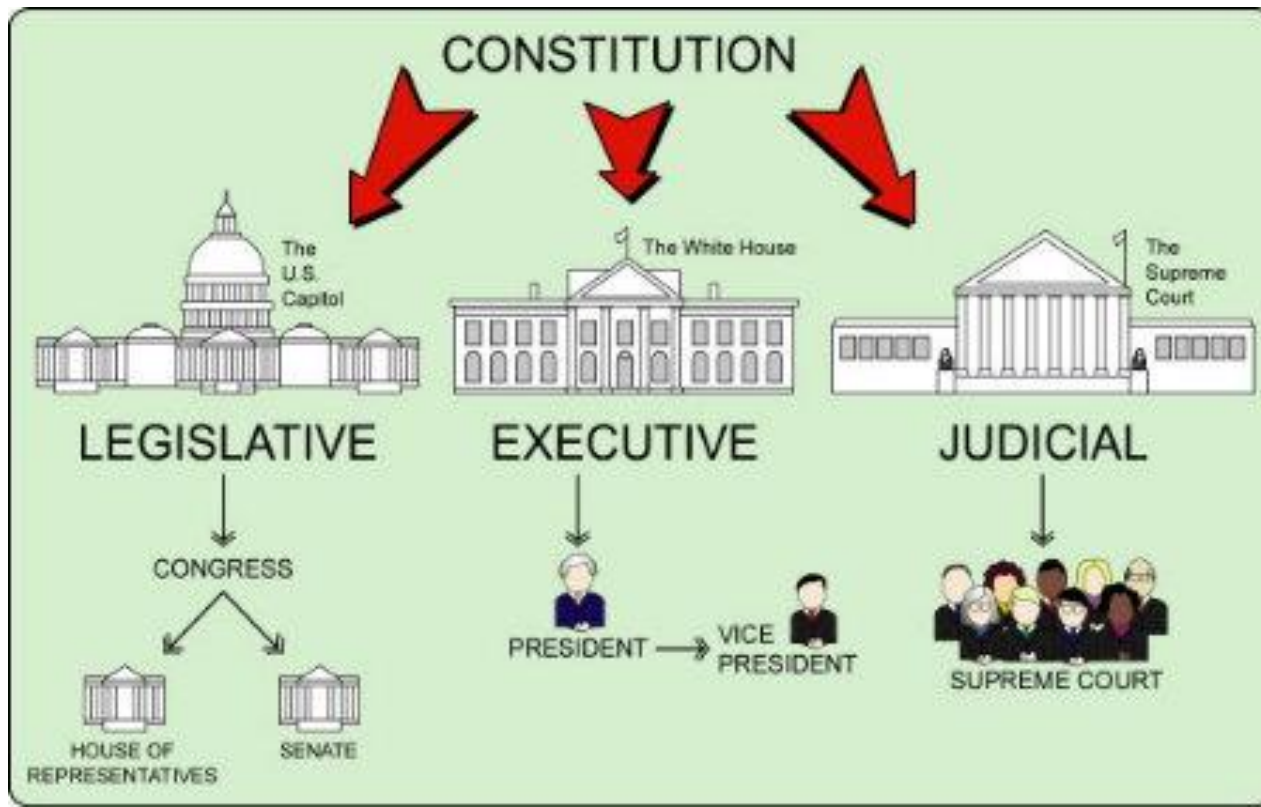 CONSTITUTION
The
U.S.
Capitol
The White House
The
Supreme
Court
LEGISLATIVE
EXECUTIVE
JUDICIAL
CONGRESS
PRESIDENT
VICE
PRESIDENT
SUPREME COURT
HOUSE OF
REPRESENTATIVES
SENATE